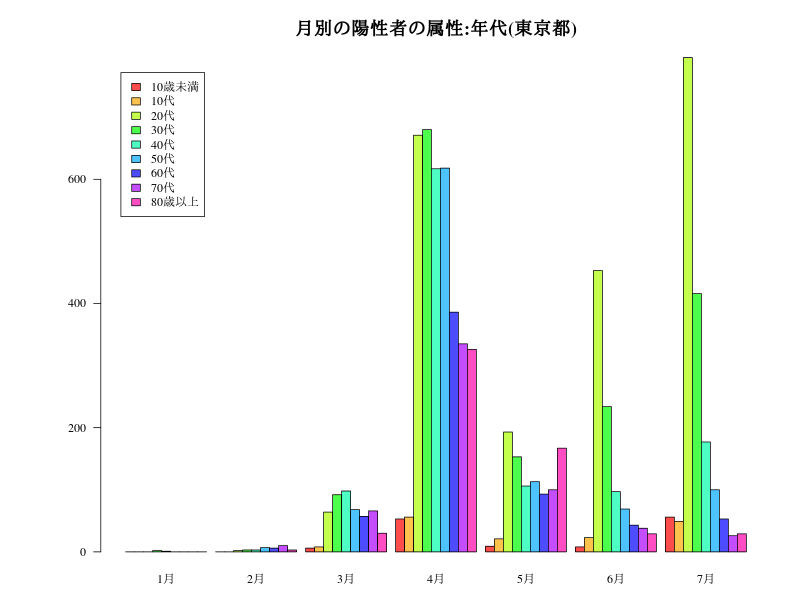 月別の陽性者の属性:年代(東京都)
10歳未満
10代
20代
30代
40代
50代
60代
70代
80歳以上
600
400
200
0
1月 2月 3月 4月 5月 6月 7月